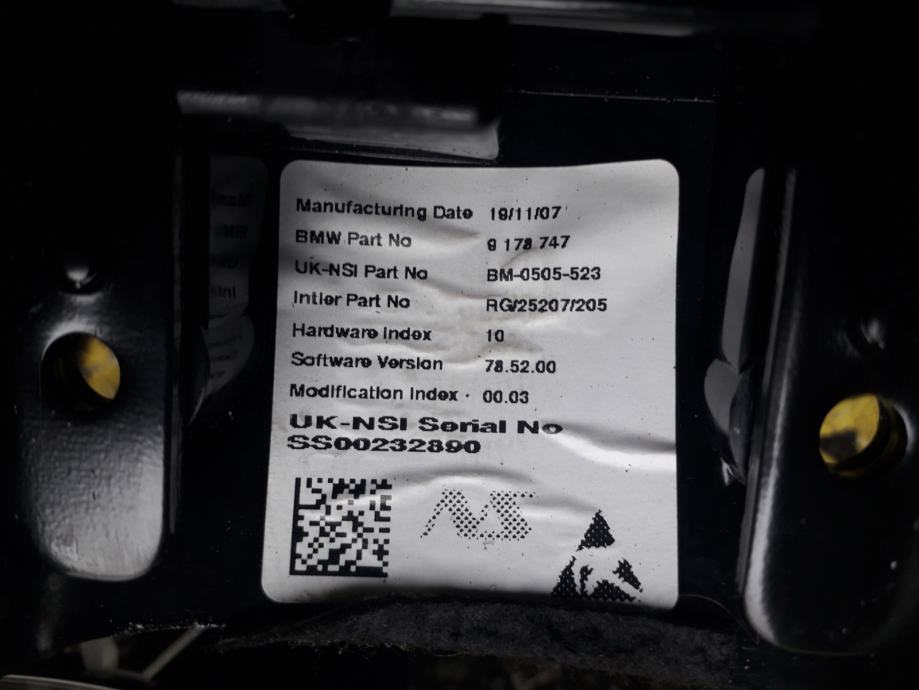 Manufacturing Date 19/11/07
BMW Part No 9 178 747
UK-NSI Part No BM-0505-523
Intier Part No RG/25207/205
Hardware Index 10
Software Version 78.52.00
Modification Index · 00.03
UK-NSI Serial No
SS00232890